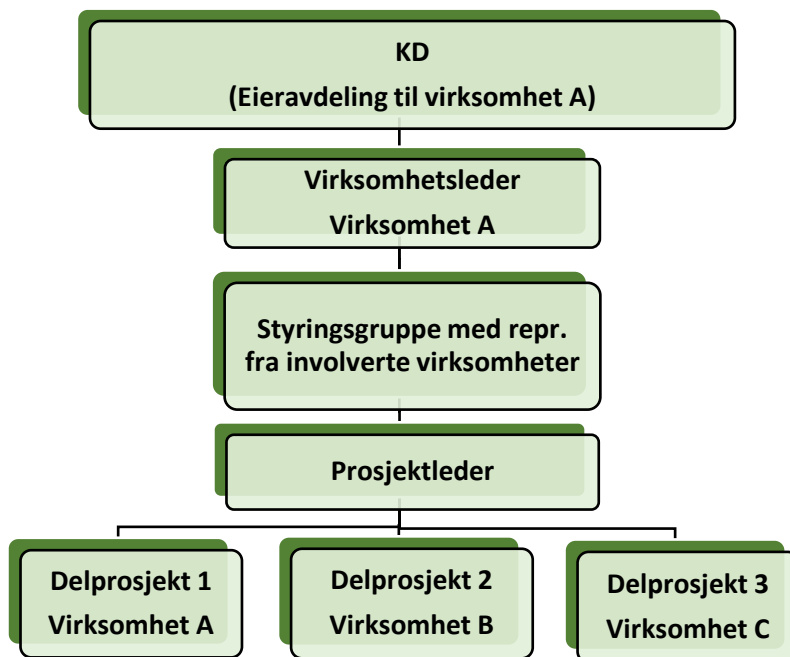 KD
(Eieravdeling til virksomhet A)
Virksomhetsleder
Virksomhet A
Styringsgruppe med repr.
fra involverte virksomheter
Prosjektleder
Delprosjekt 1
Virksomhet A
Delprosjekt 2
Virksomhet B
Delprosjekt 3
Virksomhet C